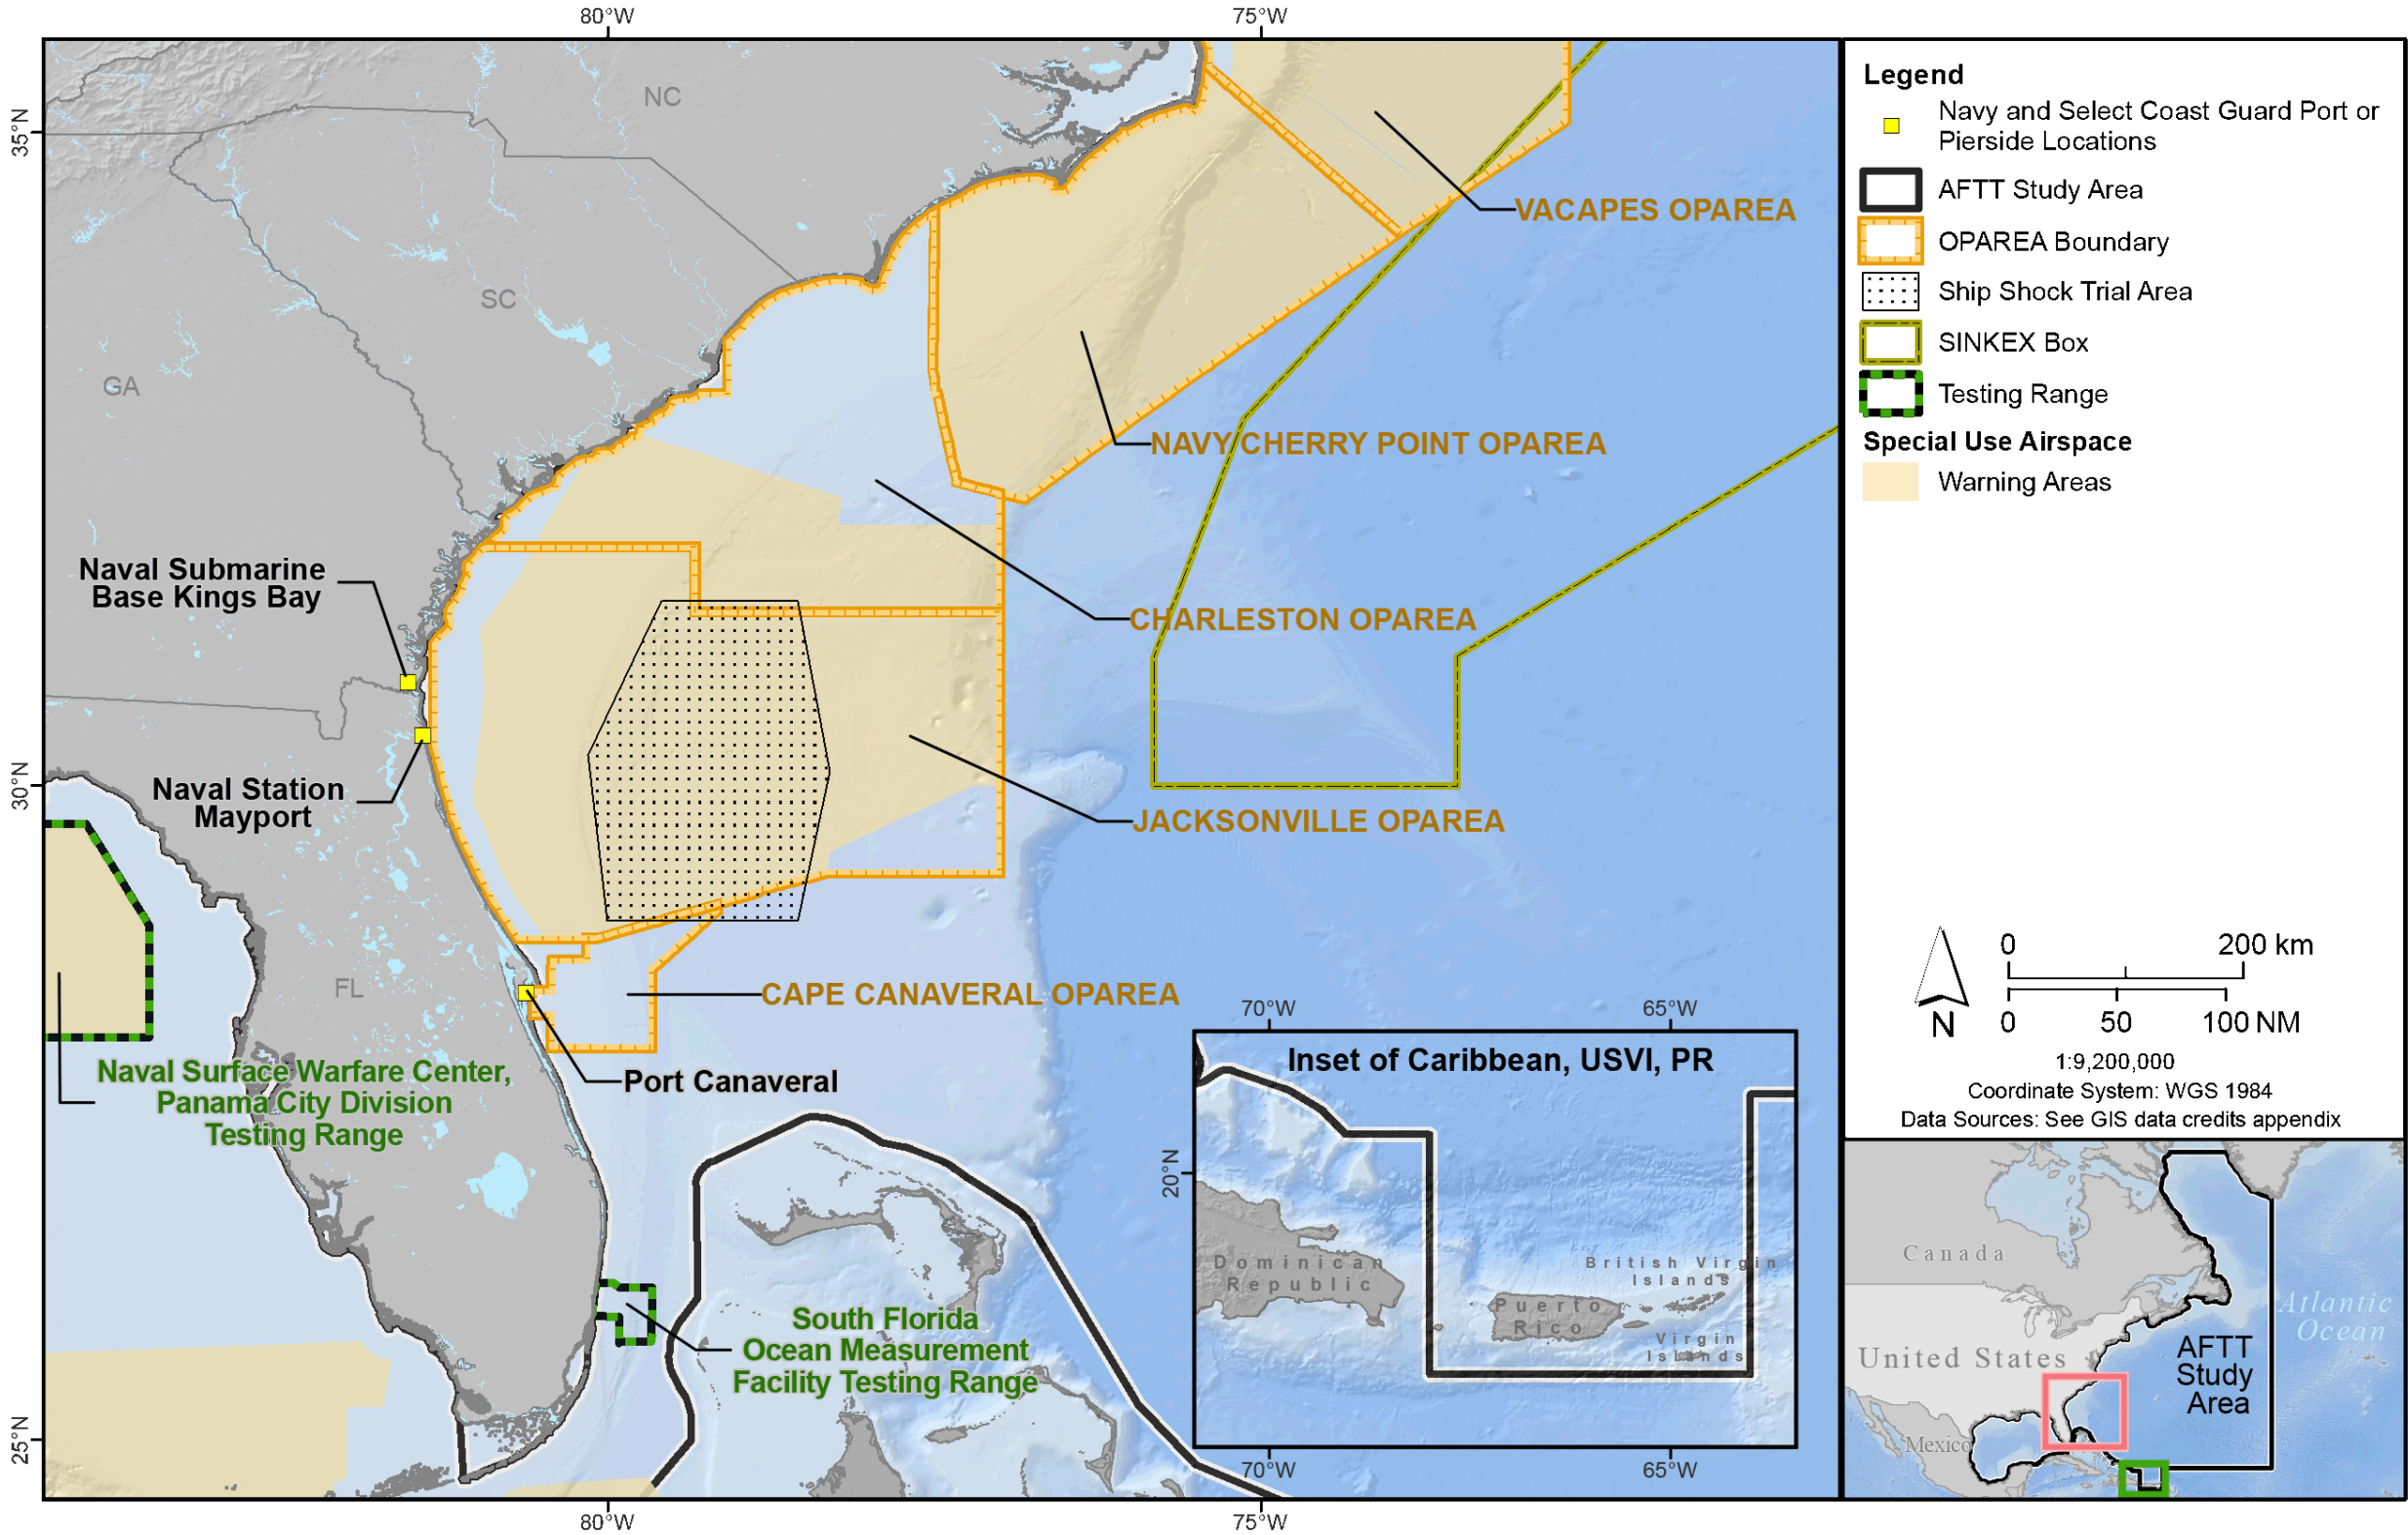 80°W
75°W
35°N
30°N
25°N
NC
SC
GA
FL
VACAPES OPAREA
NAVY CHERRY POINT OPAREA
CHARLESTON OPAREA
JACKSONVILLE OPAREA
CAPE CANAVERAL OPAREA
Naval Submarine
Base Kings Bay
Naval Station
Mayport
Port Canaveral
Naval Surface Warfare Center,
Panama City Division
Testing Range
South Florida
Ocean Measurement
Facility Testing Range
80°W
75°W
70°W
65°W
Inset of Caribbean, USVI, PR
20°N
Dominican
Republic
Puerto
Rico
British Virgin
Islands
Virgin
Islands
70°W
65°W
Legend
Navy and Select Coast Guard Port or
Pierside Locations
AFTT Study Area
OPAREA Boundary
Ship Shock Trial Area
SINKEX Box
Testing Range
Special Use Airspace
Warning Areas
N
0 200 km
0 50 100 NM
1:9,200,000
Coordinate System: WGS 1984
Data Sources: See GIS data credits appendix
Canada
United States
Mexico
Atlantic
Ocean
AFTT
Study
Area